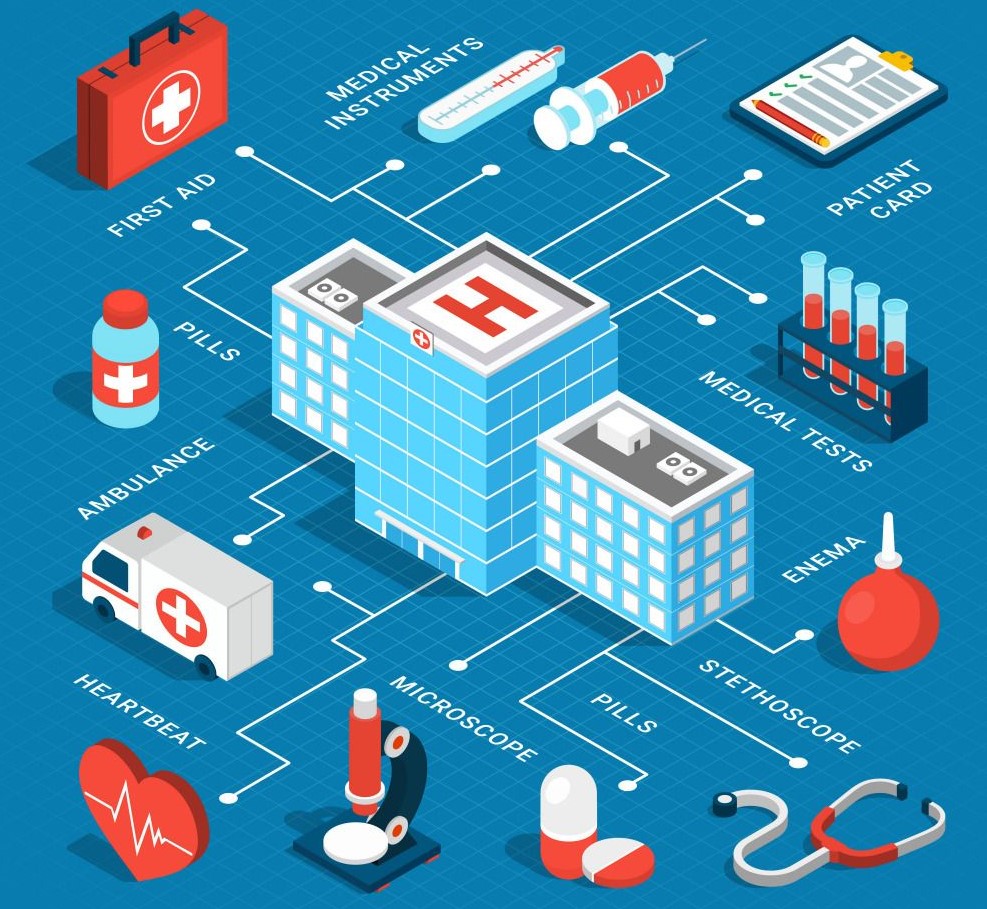 MEDICAL
INSTRUMENTS
FIRST AID
PATIENT
CARD
H
PILLS
MEDICAL TESTS
AMBULANCE
ENEMA
HEARTBEAT
MICROSCOPE
PILLS
STETHOSCOPE